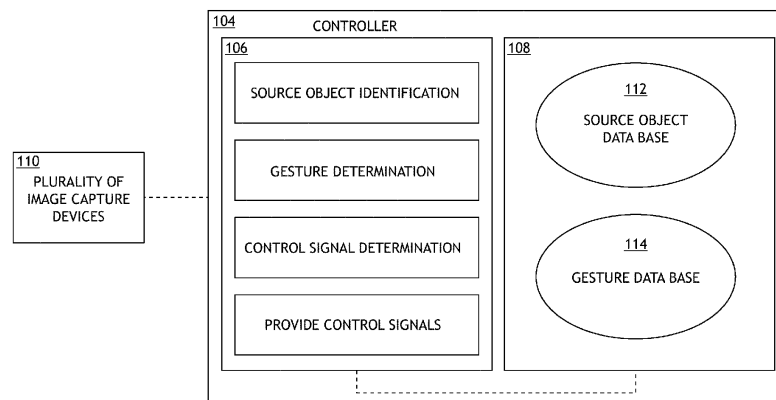 104
CONTROLLER
106
SOURCE OBJECT IDENTIFICATION
GESTURE DETERMINATION
CONTROL SIGNAL DETERMINATION
PROVIDE CONTROL SIGNALS
108
112
SOURCE OBJECT
DATA BASE
114
GESTURE DATA BASE
110
PLURALITY OF
IMAGE CAPTURE
DEVICES